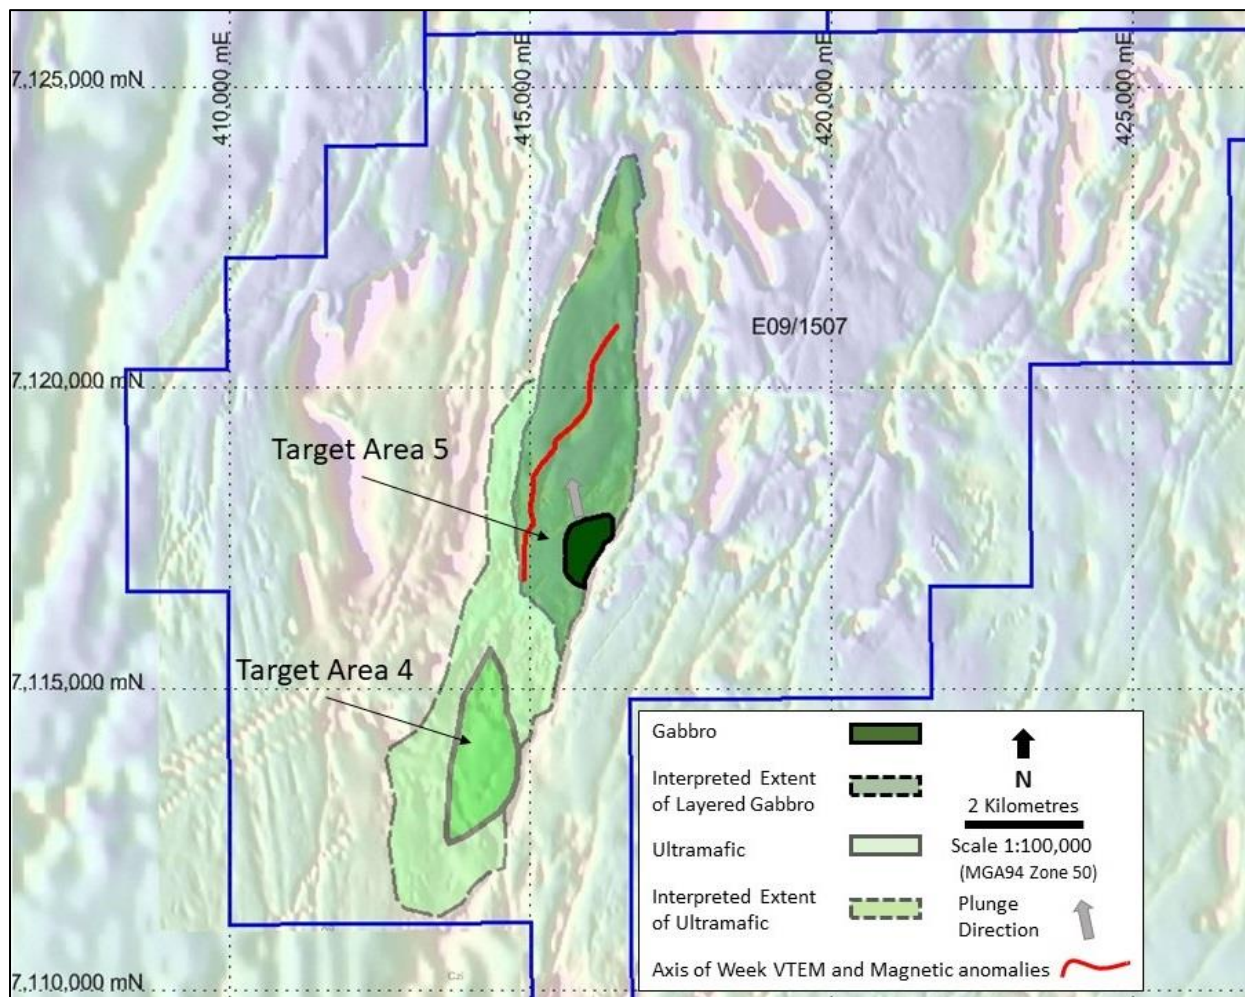 410,000 mE
415,000 mE
420,000 mE
425,000 mE
7,125,000 mN
E09/1507
7,120,000 mN
Target Area 5
Target Area 4
7,115,000 mN
Gabbro
Interpreted Extent
of Layered Gabbro
Ultramafic
Interpreted Extent
of Ultramafic
N
2 Kilometres
Scale 1:100,000
(MGA94 Zone 50)
Plunge
Direction
Axis of Week VTEM and Magnetic anomalies
7,110,000 mN